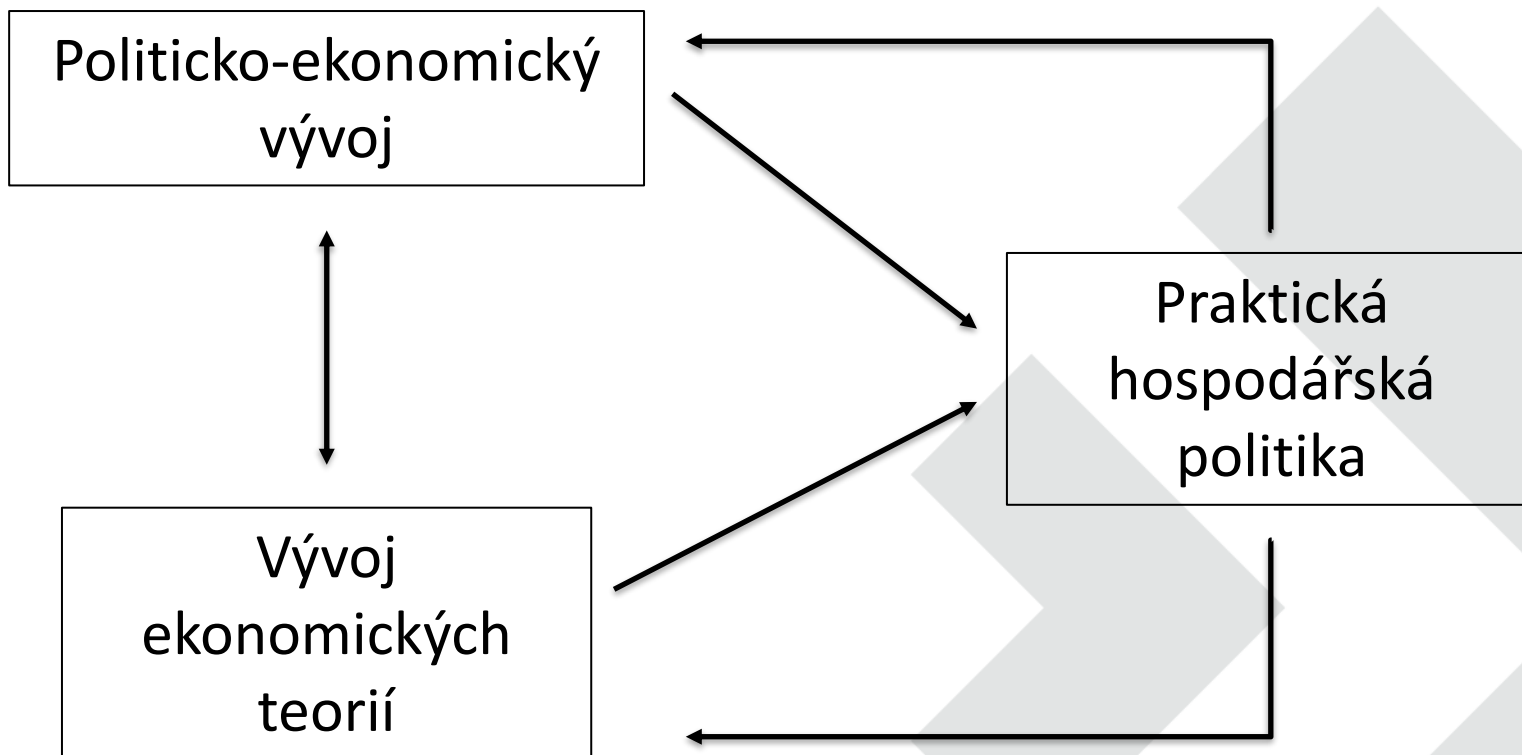 Politicko-ekonomický
vývoj
Praktická
hospodářská
politika
Vývoj
ekonomických
teorií